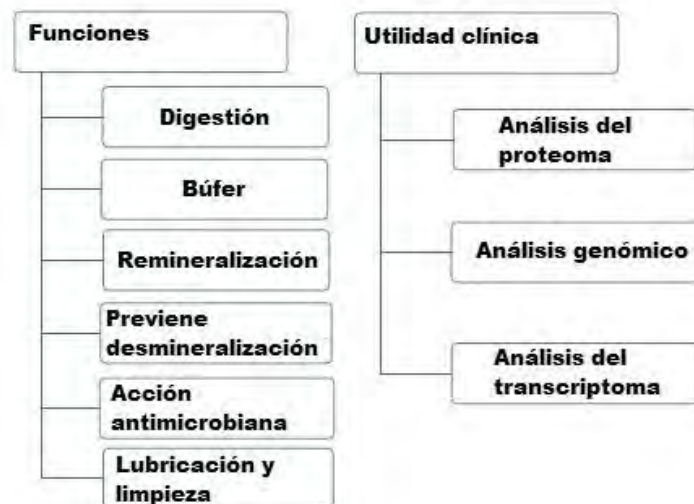 Funciones
Digestión
Búfer
Remineralización
Previene
desmineralización
Acción
antimicrobiana
Lubricación y
limpieza
Utilidad clínica
Análisis del
proteoma
Análisis genómico
Análisis del
transcriptoma